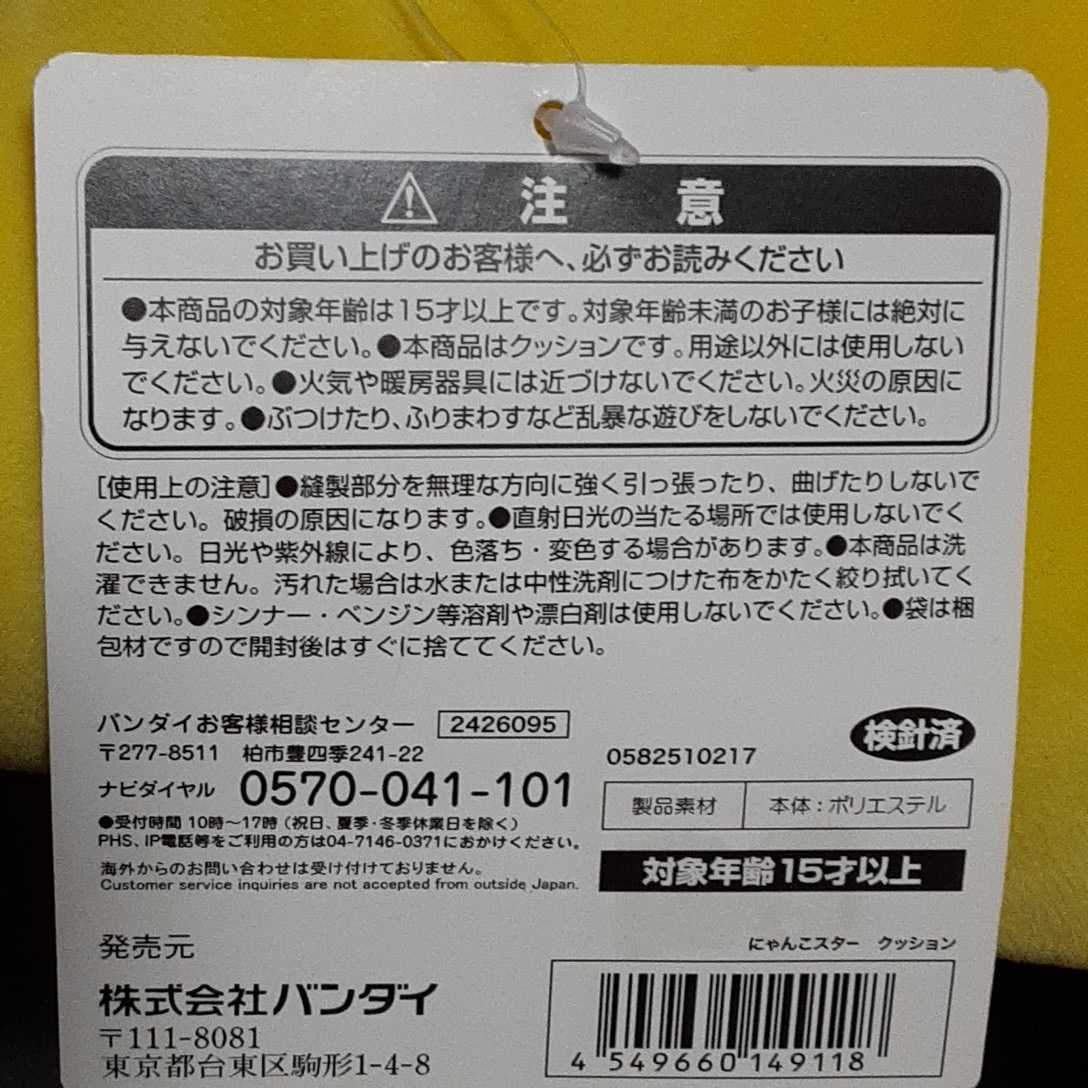 注 意
お買い上げのお客様へ、必ずお読みください
●本商品の対象年齢は15才以上です。対象年齢未満のお子様には絶対に
与えないでください。●本商品はクッションです。用途以外には使用しない
でください。●火気や暖房器具には近づけないでください。火災の原因に
なります。●ぶつけたり、ふりまわすなど乱暴な遊びをしないでください。
[使用上の注意]●縫製部分を無理な方向に強く引っ張ったり、曲げたりしないで
ください。破損の原因になります。●直射日光の当たる場所では使用しないでく
ださい。日光や紫外線により、色落ち・変色する場合があります。●本商品は洗
濯できません。汚れた場合は水または中性洗剤につけた布をかたく絞り拭いてく
ださい。●シンナー・ベンジン等溶剤や漂白剤は使用しないでください。●袋は梱
包材ですので開封後はすぐに捨ててください。
バンダイお客様相談センター 2426095
〒277-8511 柏市豊四季241-22
ナビダイヤル 0570-041-101
●受付時間 10時〜17時（祝日、夏季・冬季休業日を除く）
PHS、IP電話等をご利用の方は04-7146-0371におかけください。
海外からのお問い合わせは受け付けておりません。
Customer service inquiries are not accepted from outside Japan.
検針済
0582510217
製品素材 本体：ポリエステル
対象年齢15才以上
発売元
株式会社バンダイ
〒111-8081
東京都台東区駒形1-4-8
にゃんこスター クッション
4 549660 149118